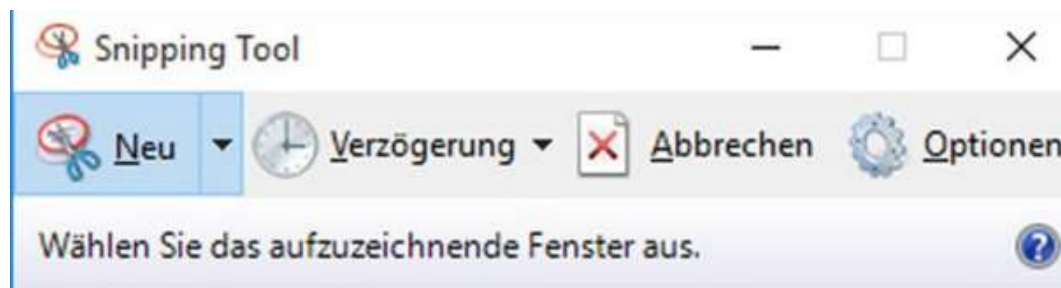 Snipping Tool
Neu Verzögerung Abbrechen Optionen
Wählen Sie das aufzuzeichnende Fenster aus.
?